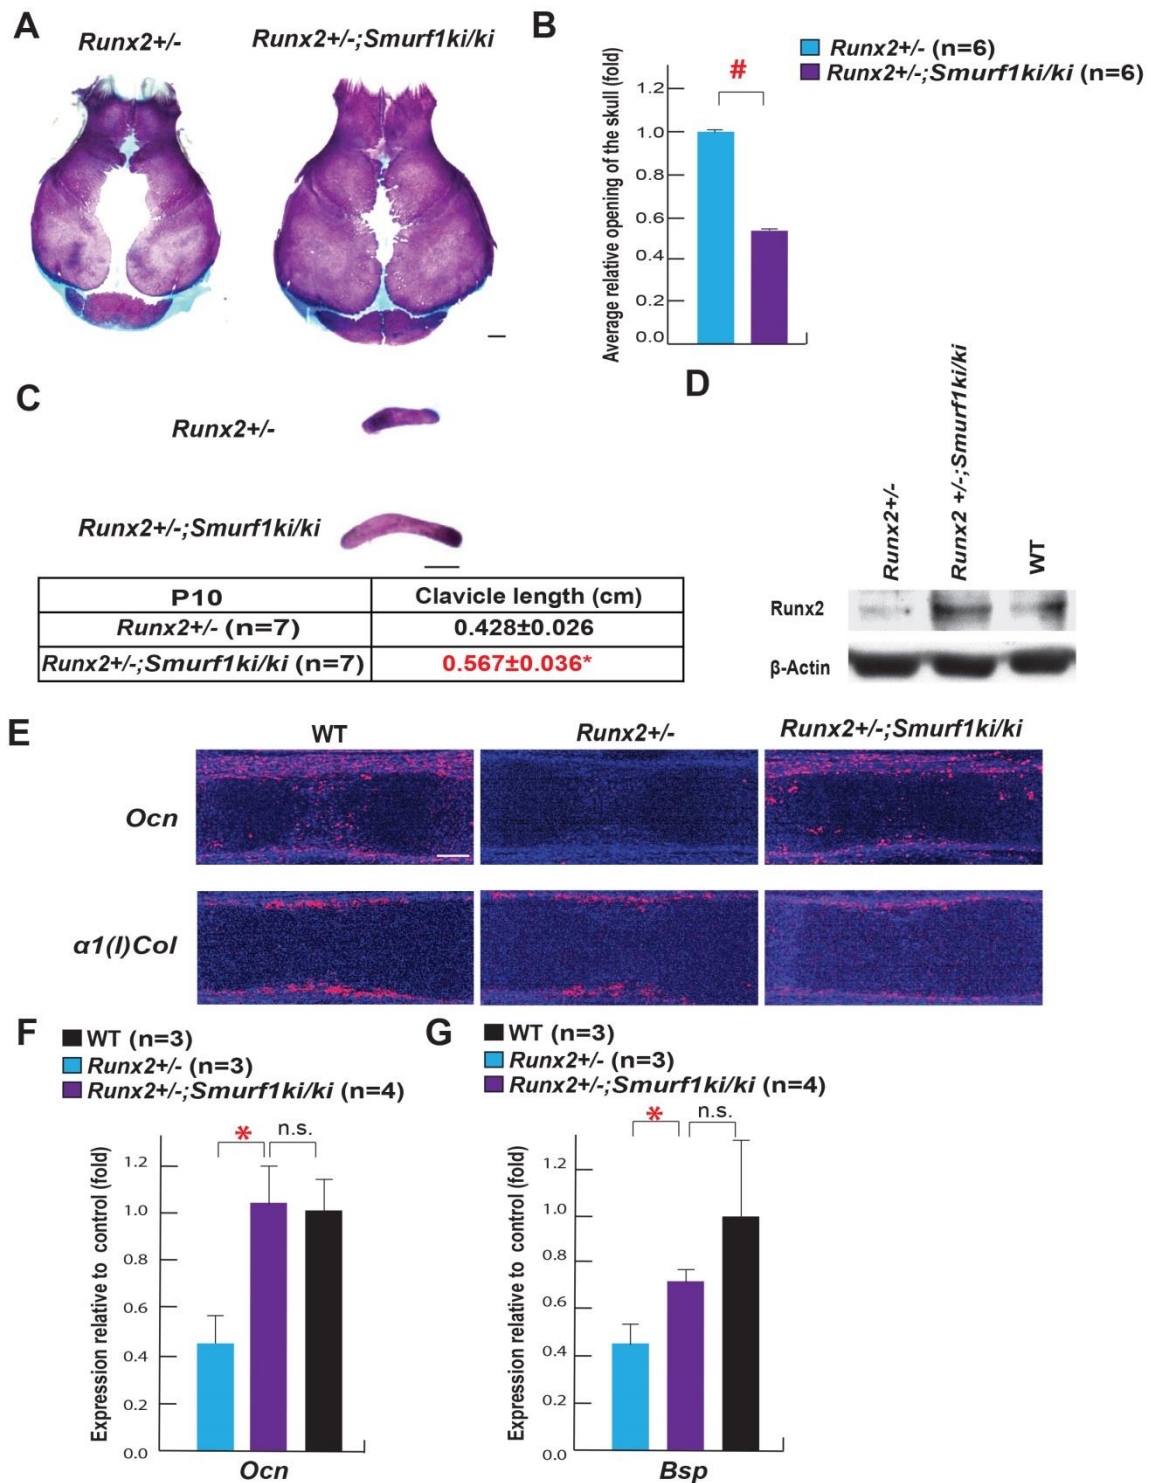 A
Runx2+/-
Runx2+/-;Smurf1ki/ki
B
Runx2+/- (n=6)
Runx2+/-;Smurf1ki/ki (n=6)
#
Average relative opening of the skull (fold)
1.2
1.0
0.8
0.6
0.4
0.2
0.0
C
Runx2+/-
Runx2+/-;Smurf1ki/ki
P10 Clavicle length (cm)
Runx2+/- (n=7) 0.428±0.026
Runx2+/-;Smurf1ki/ki (n=7) 0.567±0.036*
D
Runx2+/-
Runx2 +/-;Smurf1ki/ki
WT
Runx2
β-Actin
E
WT Runx2+/- Runx2+/-;Smurf1ki/ki
Ocn
α1(I)Col
F
WT (n=3)
Runx2+/- (n=3)
Runx2+/-;Smurf1ki/ki (n=4)
* n.s.
Expression relative to control (fold)
1.2
1.0
0.8
0.6
0.4
0.2
0.0
Ocn
G
WT (n=3)
Runx2+/- (n=3)
Runx2+/-;Smurf1ki/ki (n=4)
* n.s.
Expression relative to control (fold)
1.2
1.0
0.8
0.6
0.4
0.2
0.0
Bsp